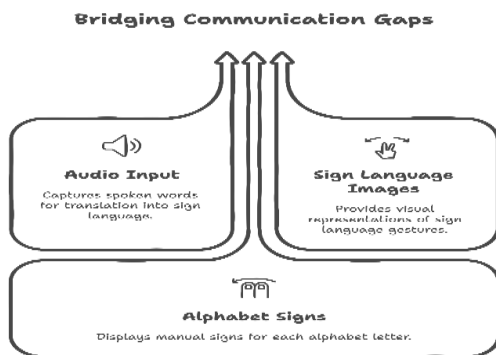 Bridging Communication Gaps
Audio Input
Captures spoken words
for translation into sign
language.
Sign Language
Images
Provides visual
representations of sign
language gestures.
Alphabet Signs
Displays manual signs for each alphabet letter.